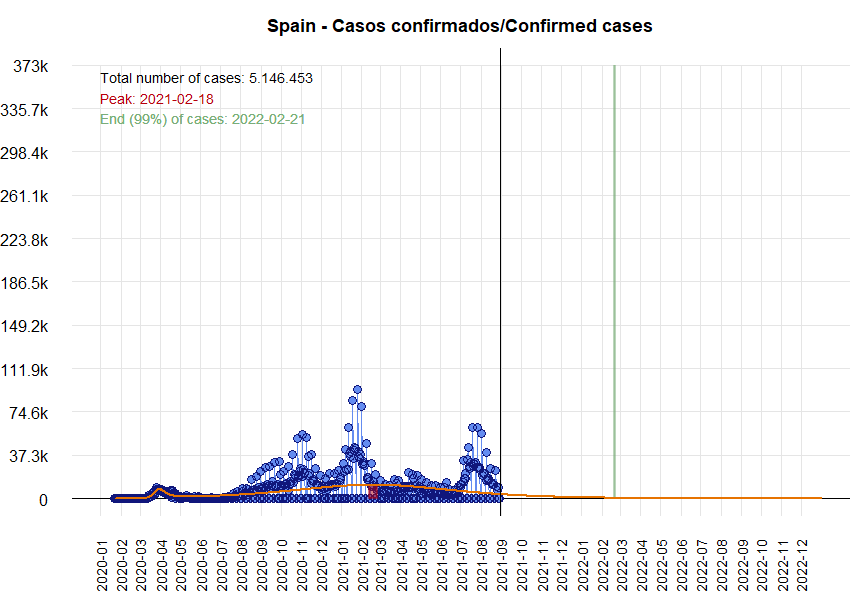 Spain - Casos confirmados/Confirmed cases
373k
335.7k
298.4k
261.1k
223.8k
186.5k
149.2k
111.9k
74.6k
37.3k
0
Total number of cases: 5.146.453
Peak: 2021-02-18
End (99%) of cases: 2022-02-21
2020-01
2020-02
2020-03
2020-04
2020-05
2020-06
2020-07
2020-08
2020-09
2020-10
2020-11
2020-12
2021-01
2021-02
2021-03
2021-04
2021-05
2021-06
2021-07
2021-08
2021-09
2021-10
2021-11
2021-12
2022-01
2022-02
2022-03
2022-04
2022-05
2022-06
2022-07
2022-08
2022-09
2022-10
2022-11
2022-12